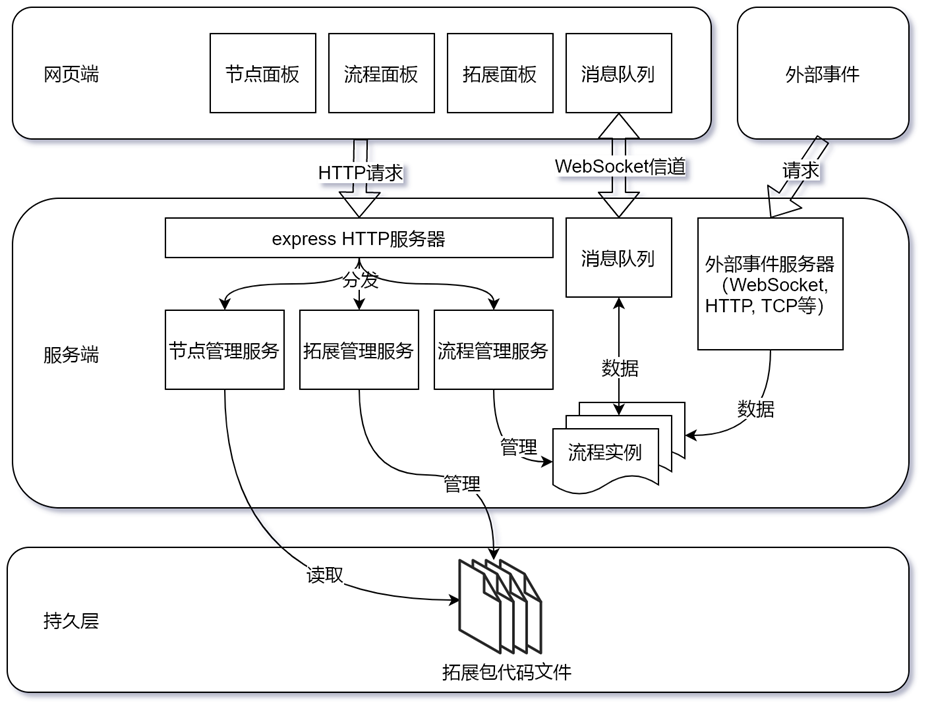 网页端
节点面板
流程面板
拓展面板
消息队列
外部事件
HTTP请求
WebSocket信道
请求
服务端
express HTTP服务器
分发
消息队列
外部事件服务器
（WebSocket,
HTTP, TCP等）
节点管理服务
拓展管理服务
流程管理服务
数据
数据
管理
流程实例
管理
持久层
读取
拓展包代码文件